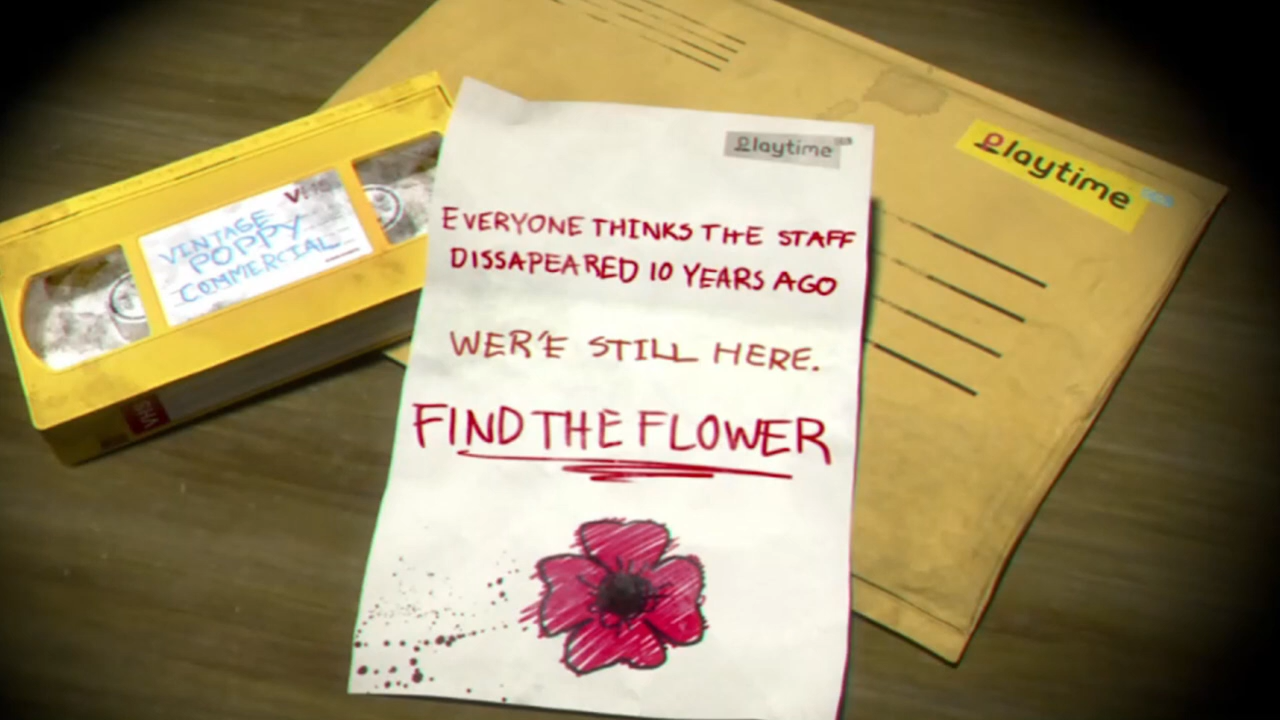 VHS
VINTAGE
POPPY
COMMERCIAL
VHS
Playtime
Playtime
EVERYONE THINKS THE STAFF
DISSAPEARED 10 YEARS AGO
WER'E STILL HERE.
FIND THE FLOWER